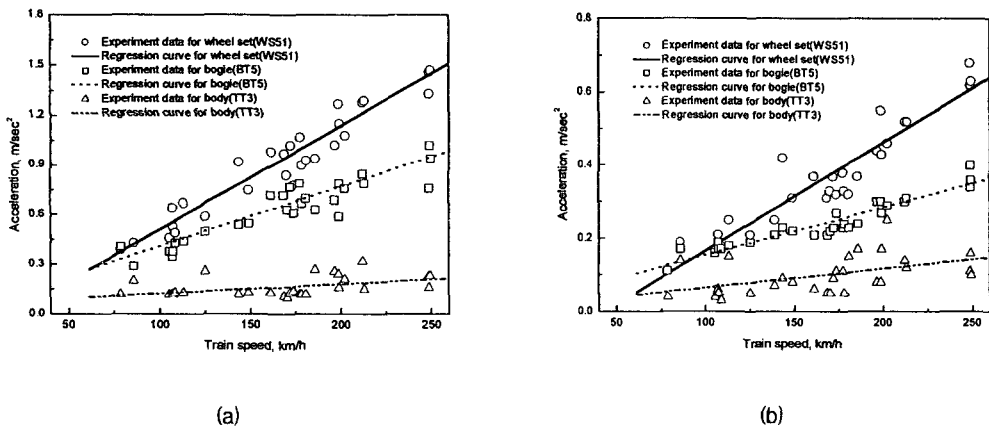 1.8
1.5
1.2
0.9
0.6
0.3
0.0
Acceleration, m/sec²
Experiment data for wheel set(WS51)
Regression curve for wheel set(WS51)
Experiment data for bogie(BT5)
Regression curve for bogie(BT5)
Experiment data for body(TT3)
Regression curve for body(TT3)
50 100 150 200 250
Train speed, km/h
(a)
0.8
0.6
0.4
0.2
0.0
Acceleration, m/sec²
Experiment data for wheel set(WS51)
Regression curve for wheel set(WS51)
Experiment data for bogie(BT5)
Regression curve for bogie(BT5)
Experiment data for body(TT3)
Regression curve for body(TT3)
50 100 150 200 250
Train speed, km/h
(b)